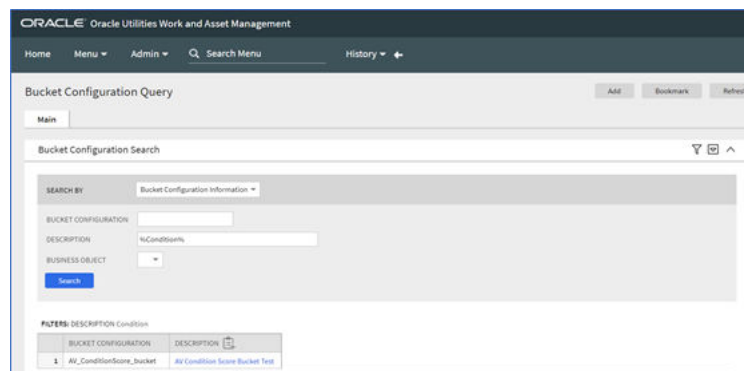 ORACLE Oracle Utilities Work and Asset Management
Home Menu Admin Search Menu History
Bucket Configuration Query Add Bookmark Refres
Main
Bucket Configuration Search
SEARCH BY Bucket Configuration Information
BUCKET CONFIGURATION
DESCRIPTION %Condition%
BUSINESS OBJECT
Search
FILTERS: DESCRIPTION Condition
BUCKET CONFIGURATION DESCRIPTION
1 AV_ConditionScore_bucket AV Condition Score Bucket Test